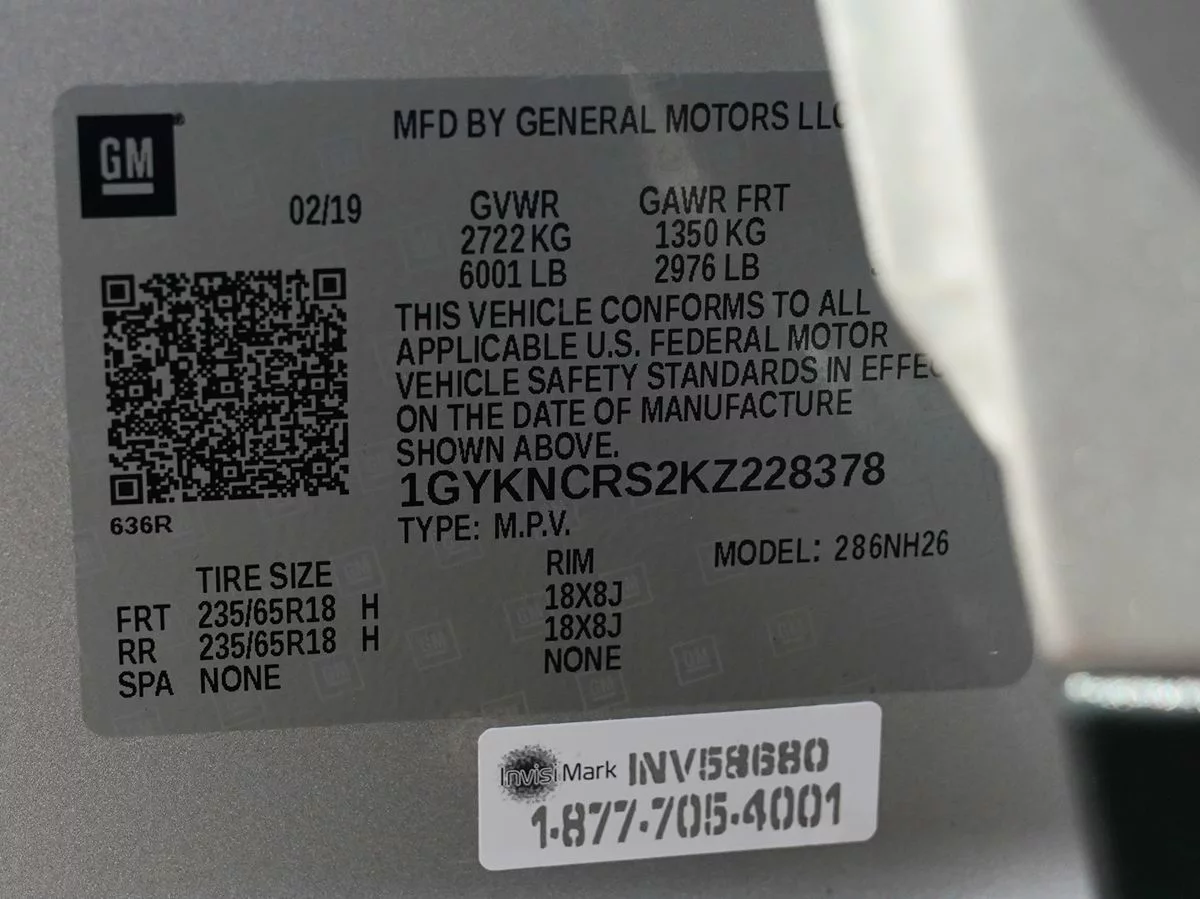 GM
MFD BY GENERAL MOTORS LLC
02/19 GVWR GAWR FRT
2722 KG 1350 KG
6001 LB 2976 LB
THIS VEHICLE CONFORMS TO ALL
APPLICABLE U.S. FEDERAL MOTOR
VEHICLE SAFETY STANDARDS IN EFFEC
ON THE DATE OF MANUFACTURE
SHOWN ABOVE.
1GYKNCRS2KZ228378
636R
TYPE: M.P.V.
MODEL: 286NH26
TIRE SIZE RIM
FRT 235/65R18 H 18X8J
RR 235/65R18 H 18X8J
SPA NONE NONE
InvisiMark INV58680
1-877-705-4001